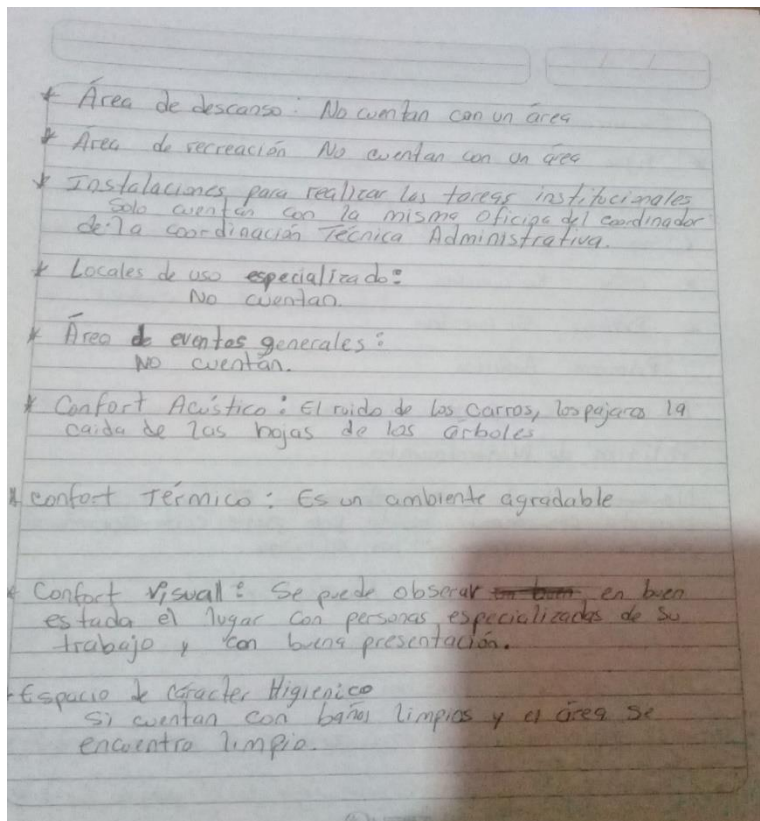 * Área de descanso: No cuentan con un área
* Área de recreación No cuentan con un área
* Instalaciones para realicar las tareas institucionales
Solo cuentan con la misma oficina del coordinador
de la coordinación Técnica Administrativa.
* Locales de uso especializado:
No cuentan.
* Área de eventos generales:
No cuentan.
* Confort Acústico: El ruido de los carros, los pajaros la
caida de las hojas de los árboles
* confort Térmico: Es un ambiente agradable
* Confort visual: Se puede obserar en buen
estada el lugar con personas especializadas de su
trabajo y con buena presentación.
- Espacio de carácter Higienico
Si cuentan con baños limpios y el área se
encuentra limpio.